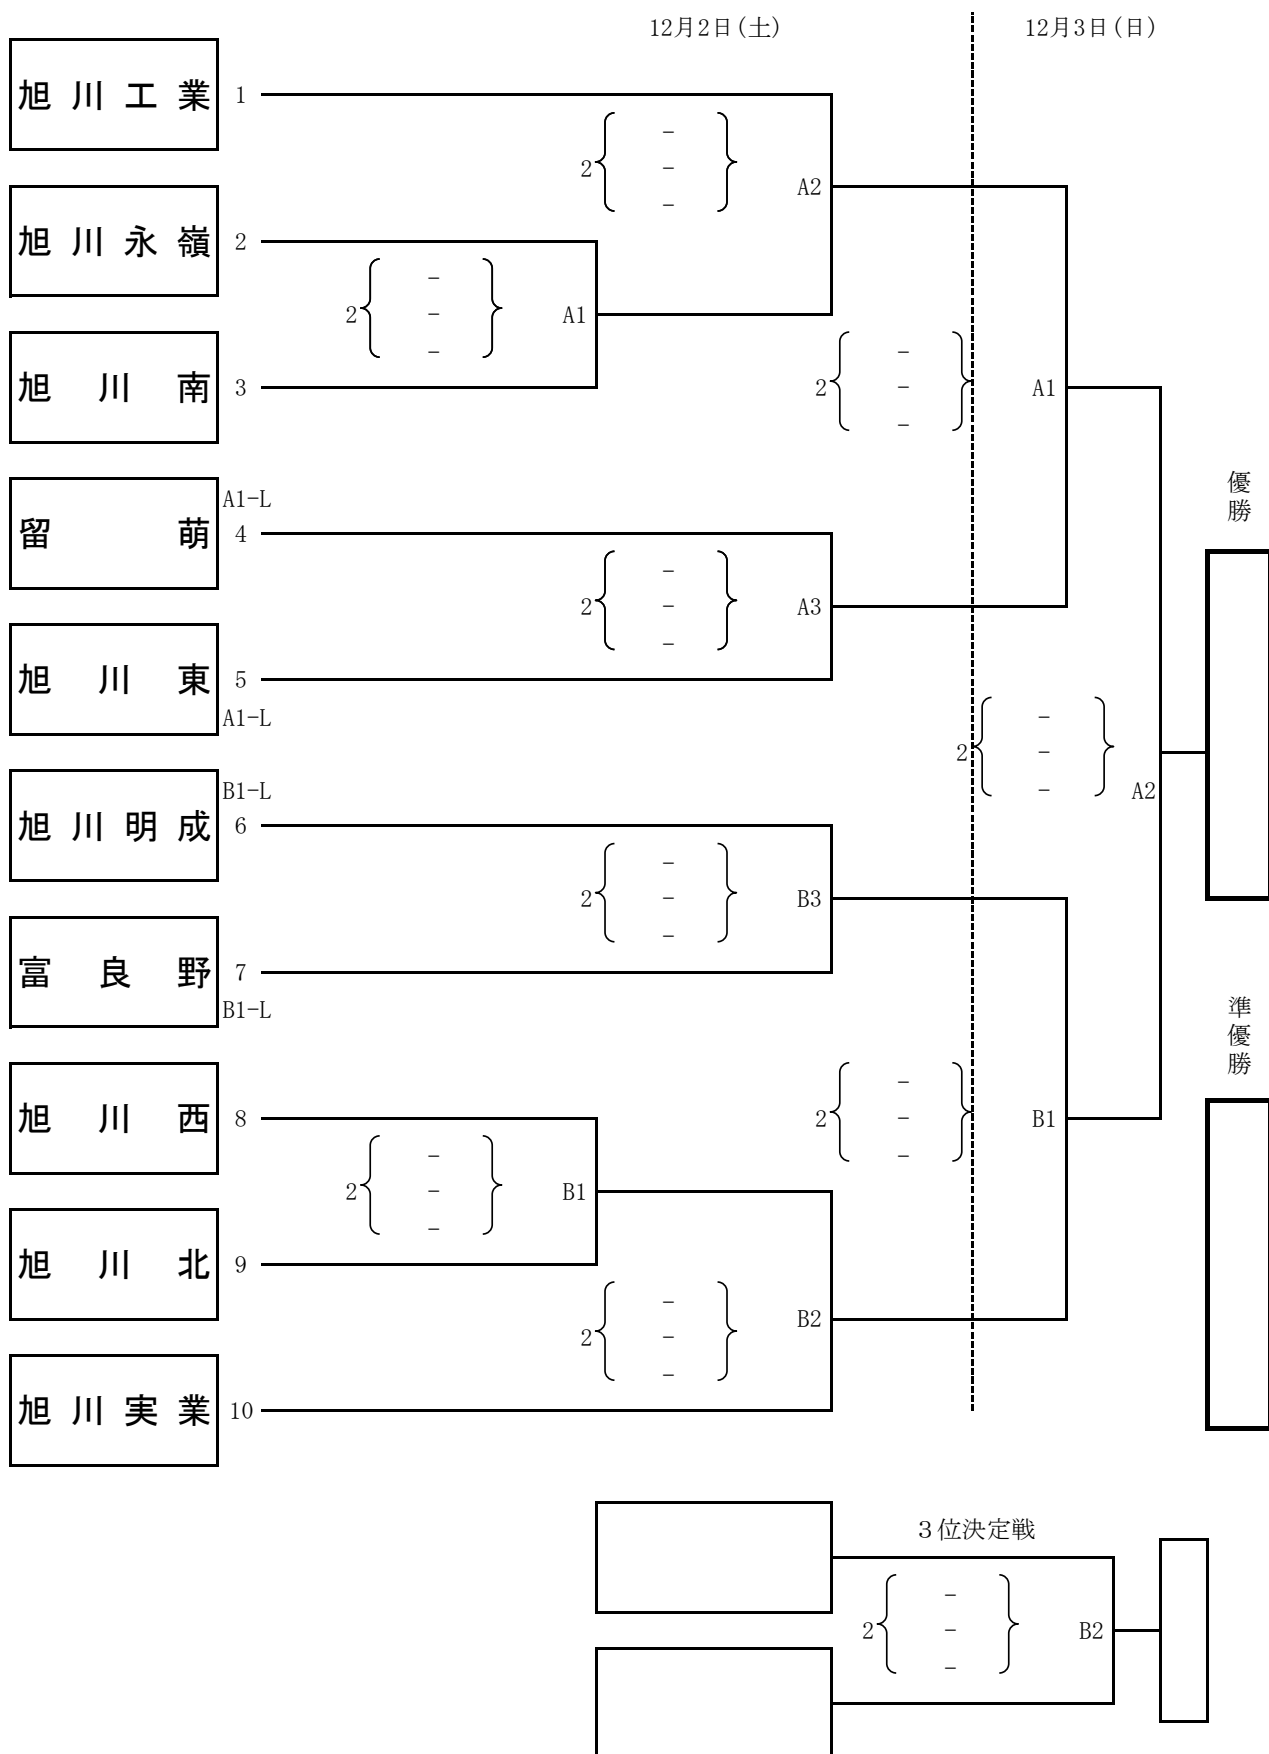 12月2日(土) 12月3日(日)
旭川工業 1
-
2 -
-
A2
旭川永嶺 2
-
2 -
-
A1
旭川南 3
-
2 -
-
A1
優勝
A1-L
留萌 4
-
2 -
-
A3
旭川東 5
A1-L
-
2 -
-
A2
B1-L
旭川明成 6
-
2 -
-
B3
富良野 7
B1-L
準優勝
旭川西 8
-
2 -
-
B1
-
2 -
-
B1
旭川北 9
-
2 -
-
B2
旭川実業 10
3位決定戦
-
2 -
-
B2